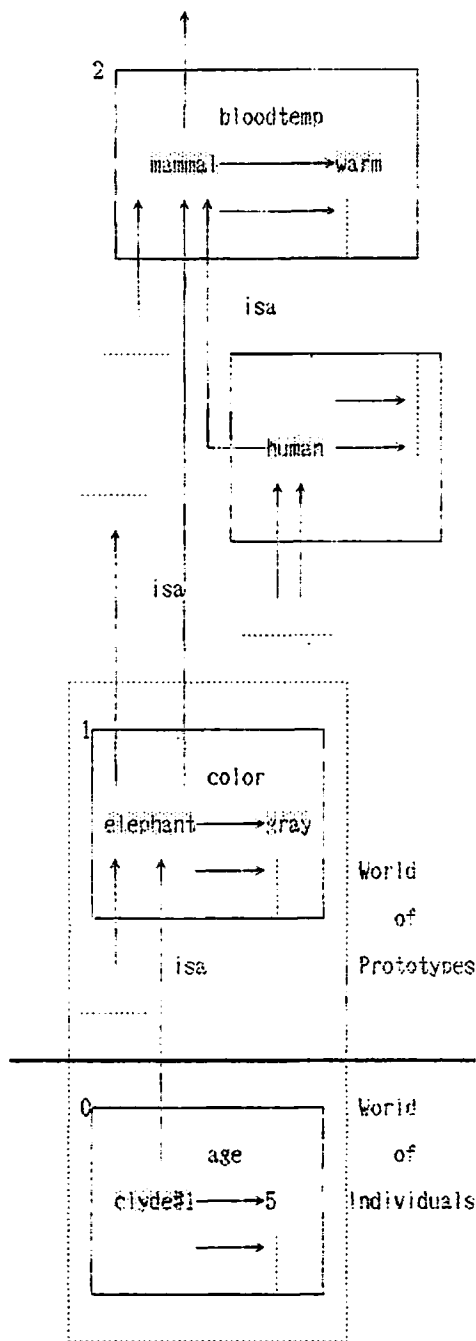 2
bloodtemp
mammal warm
isa
human
isa
1
color
elephant gray
World
of
isa Prototypes
0 World
age of
clyde#1 5 Individuals